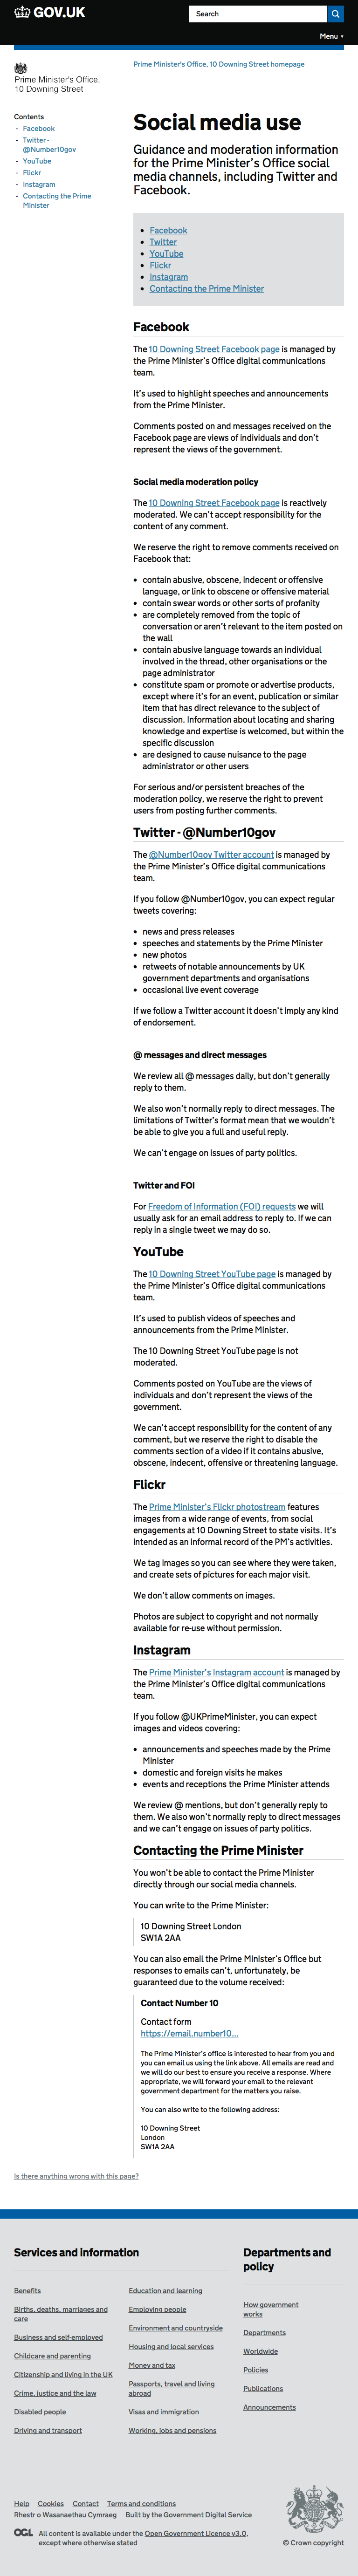 GOV.UK
Search
Menu
Prime Minister's Office,
10 Downing Street
Prime Minister's Office, 10 Downing Street homepage
Contents
- Facebook
- Twitter -
@Number10gov
- YouTube
- Flickr
- Instagram
- Contacting the Prime
Minister
Social media use
Guidance and moderation information
for the Prime Minister's Office social
media channels, including Twitter and
Facebook.
• Facebook
• Twitter
• YouTube
• Flickr
• Instagram
• Contacting the Prime Minister
Facebook
The 10 Downing Street Facebook page is managed by
the Prime Minister's Office digital communications
team.
It's used to highlight speeches and announcements
from the Prime Minister.
Comments posted on and messages received on the
Facebook page are views of individuals and don't
represent the views of the government.
Social media moderation policy
The 10 Downing Street Facebook page is reactively
moderated. We can't accept responsibility for the
content of any comment.
We reserve the right to remove comments received on
Facebook that:
• contain abusive, obscene, indecent or offensive
language, or link to obscene or offensive material
• contain swear words or other sorts of profanity
• are completely removed from the topic of
conversation or aren't relevant to the item posted on
the wall
• contain abusive language towards an individual
involved in the thread, other organisations or the
page administrator
• constitute spam or promote or advertise products,
except where it's for an event, publication or similar
item that has direct relevance to the subject of
discussion. Information about locating and sharing
knowledge and expertise is welcomed, but within the
specific discussion
• are designed to cause nuisance to the page
administrator or other users
For serious and/or persistent breaches of the
moderation policy, we reserve the right to prevent
users from posting further comments.
Twitter - @Number10gov
The @Number10gov Twitter account is managed by
the Prime Minister's Office digital communications
team.
If you follow @Number10gov, you can expect regular
tweets covering:
• news and press releases
• speeches and statements by the Prime Minister
• new photos
• retweets of notable announcements by UK
government departments and organisations
• occasional live event coverage
If we follow a Twitter account it doesn't imply any kind
of endorsement.
@ messages and direct messages
We review all @ messages daily, but don't generally
reply to them.
We also won't normally reply to direct messages. The
limitations of Twitter's format mean that we wouldn't
be able to give you a full and useful reply.
We can't engage on issues of party politics.
Twitter and FOI
For Freedom of Information (FOI) requests we will
usually ask for an email address to reply to. If we can
reply in a single tweet we may do so.
YouTube
The 10 Downing Street YouTube page is managed by
the Prime Minister's Office digital communications
team.
It's used to publish videos of speeches and
announcements from the Prime Minister.
The 10 Downing Street YouTube page is not
moderated.
Comments posted on YouTube are the views of
individuals and don't represent the views of the
government.
We can't accept responsibility for the content of any
comment, but we reserve the right to disable the
comments section of a video if it contains abusive,
obscene, indecent, offensive or threatening language.
Flickr
The Prime Minister's Flickr photostream features
images from a wide range of events, from social
engagements at 10 Downing Street to state visits. It's
intended as an informal record of the PM's activities.
We tag images so you can see where they were taken,
and create sets of pictures for each major visit.
We don't allow comments on images.
Photos are subject to copyright and not normally
available for re-use without permission.
Instagram
The Prime Minister's Instagram account is managed by
the Prime Minister's Office digital communications
team.
If you follow @UKPrimeMinister, you can expect
images and videos covering:
• announcements and speeches made by the Prime
Minister
• domestic and foreign visits he makes
• events and receptions the Prime Minister attends
We review @ mentions, but don't generally reply to
them. We also won't normally reply to direct messages
and we can't engage on issues of party politics.
Contacting the Prime Minister
You won't be able to contact the Prime Minister
directly through our social media channels.
You can write to the Prime Minister:
10 Downing Street London
SW1A 2AA
You can also email the Prime Minister's Office but
responses to emails can't, unfortunately, be
guaranteed due to the volume received:
Contact Number 10
Contact form
https://email.number10...
The Prime Minister's office is interested to hear from you and
you can email us using the link above. All emails are read and
we will do our best to ensure you receive a response. Where
appropriate, we will forward your email to the relevant
government department for the matters you raise.
You can also write to the following address:
10 Downing Street
London
SW1A 2AA
Is there anything wrong with this page?
Services and information
Benefits
Births, deaths, marriages and
care
Business and self-employed
Childcare and parenting
Citizenship and living in the UK
Crime, justice and the law
Disabled people
Driving and transport
Education and learning
Employing people
Environment and countryside
Housing and local services
Money and tax
Passports, travel and living
abroad
Visas and immigration
Working, jobs and pensions
Departments and
policy
How government
works
Departments
Worldwide
Policies
Publications
Announcements
Help Cookies Contact Terms and conditions
Rhestr o Wasanaethau Cymraeg Built by the Government Digital Service
OGL All content is available under the Open Government Licence v3.0,
except where otherwise stated
© Crown copyright